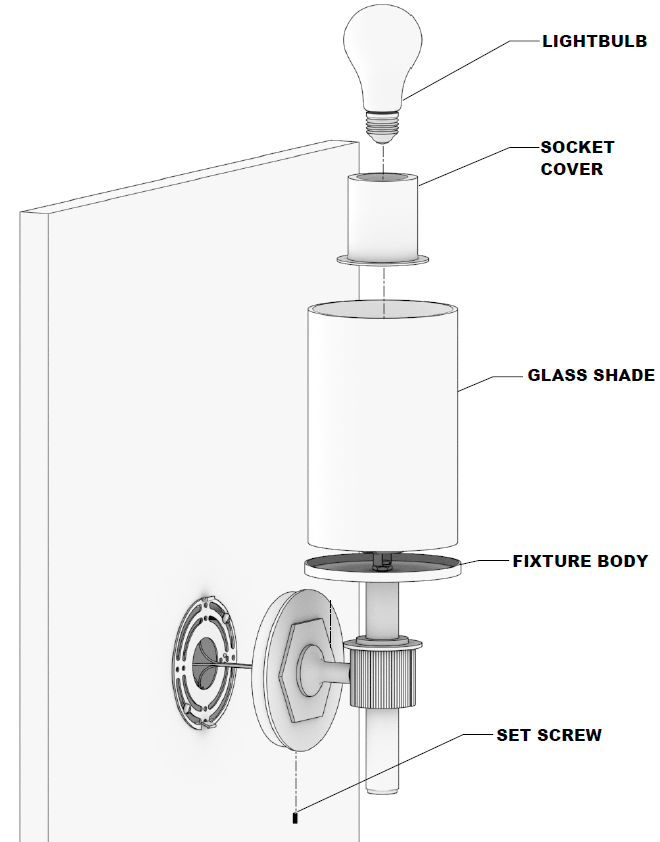 LIGHTBULB
SOCKET
COVER
GLASS SHADE
FIXTURE BODY
SET SCREW